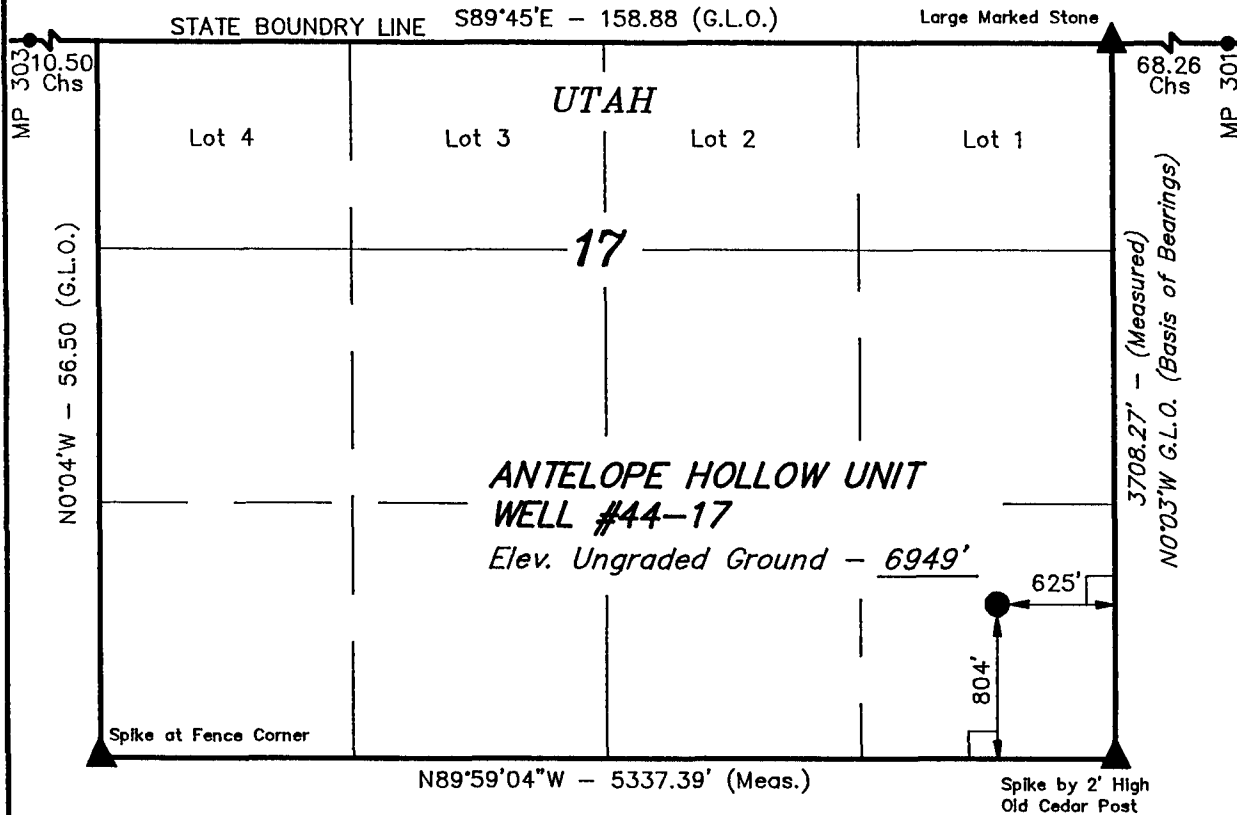 STATE BOUNDRY LINE
S89°45'E – 158.88 (G.L.O.)
Large Marked Stone
MP 303
10.50
Chs
68.26
Chs
MP 301
UTAH
Lot 4
Lot 3
Lot 2
Lot 1
17
N0°04'W – 56.50 (G.L.O.)
3708.27' – (Measured)
N0°03'W G.L.O. (Basis of Bearings)
ANTELOPE HOLLOW UNIT
WELL #44–17
Elev. Ungraded Ground – 6949'
625'
804'
Spike at Fence Corner
N89°59'04"W – 5337.39' (Meas.)
Spike by 2' High
Old Cedar Post